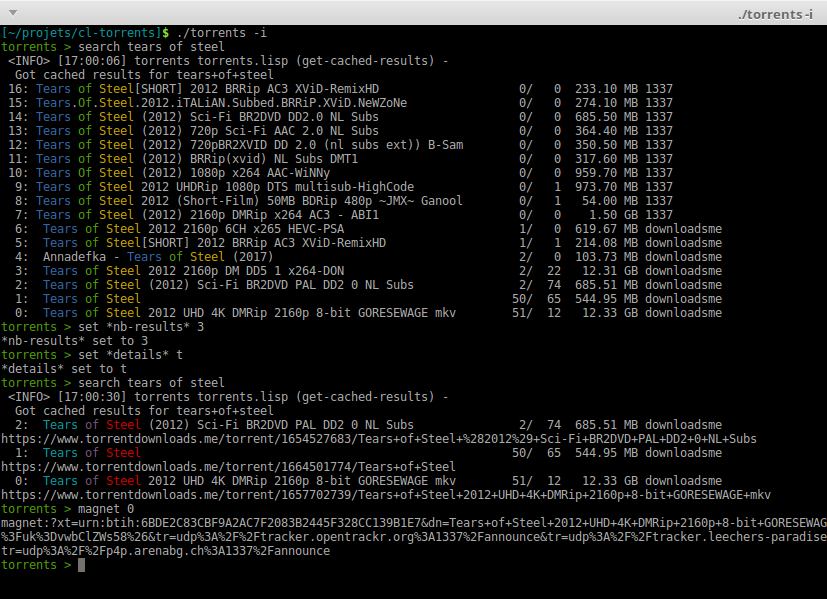 ./torrents -i
[~/projets/cl-torrents]$ ./torrents -i
torrents > search tears of steel
<INFO> [17:00:06] torrents torrents.lisp (get-cached-results) -
Got cached results for tears+of+steel
16: Tears of Steel[SHORT] 2012 BRRip AC3 XViD-RemixHD 0/ 0 233.10 MB 1337
15: Tears.Of.Steel.2012.iTALiAN.Subbed.BRRiP.XViD.NeWZoNe 0/ 0 274.10 MB 1337
14: Tears of Steel (2012) Sci-Fi BR2DVD DD2.0 NL Subs 0/ 0 685.50 MB 1337
13: Tears of Steel (2012) 720p Sci-Fi AAC 2.0 NL Subs 0/ 0 364.40 MB 1337
12: Tears of Steel (2012) 720pBR2XVID DD 2.0 (nl subs ext)) B-Sam 0/ 0 350.50 MB 1337
11: Tears of Steel (2012) BRRip(xvid) NL Subs DMT1 0/ 0 317.60 MB 1337
10: Tears of Steel (2012) 1080p x264 AAC-WiNNy 0/ 0 959.70 MB 1337
9: Tears of Steel 2012 UHDRip 1080p DTS multisub-HighCode 0/ 1 973.70 MB 1337
8: Tears of Steel 2012 (Short-Film) 50MB BDRip 480p ~JMX~ Ganool 0/ 1 54.00 MB 1337
7: Tears of Steel (2012) 2160p DMRip x264 AC3 - ABI1 0/ 0 1.50 GB 1337
6: Tears of Steel 2012 2160p 6CH x265 HEVC-PSA 1/ 0 619.67 MB downloadsme
5: Tears of Steel[SHORT] 2012 BRRip AC3 XViD-RemixHD 1/ 1 214.08 MB downloadsme
4: Annadefka - Tears of Steel (2017) 2/ 0 103.73 MB downloadsme
3: Tears of Steel 2012 2160p DM DD5 1 x264-DON 2/ 22 12.31 GB downloadsme
2: Tears of Steel (2012) Sci-Fi BR2DVD PAL DD2 0 NL Subs 2/ 74 685.51 MB downloadsme
1: Tears of Steel 50/ 65 544.95 MB downloadsme
0: Tears of Steel 2012 UHD 4K DMRip 2160p 8-bit GORESEWAGE mkv 51/ 12 12.33 GB downloadsme
torrents > set *nb-results* 3
*nb-results* set to 3
torrents > set *details* t
*details* set to t
torrents > search tears of steel
<INFO> [17:00:30] torrents torrents.lisp (get-cached-results) -
Got cached results for tears+of+steel
2: Tears of Steel (2012) Sci-Fi BR2DVD PAL DD2 0 NL Subs 2/ 74 685.51 MB downloadsme
https://www.torrentdownloads.me/torrent/1654527683/Tears+of+Steel+%282012%29+Sci-Fi+BR2DVD+PAL+DD2+0+NL+Subs
1: Tears of Steel 50/ 65 544.95 MB downloadsme
https://www.torrentdownloads.me/torrent/1664501774/Tears+of+Steel
0: Tears of Steel 2012 UHD 4K DMRip 2160p 8-bit GORESEWAGE mkv 51/ 12 12.33 GB downloadsme
https://www.torrentdownloads.me/torrent/1657702739/Tears+of+Steel+2012+UHD+4K+DMRip+2160p+8-bit+GORESEWAGE+mkv
torrents > magnet 0
magnet:?xt=urn:btih:6BDE2C83CBF9A2AC7F2083B2445F328CC139B1E7&dn=Tears+of+Steel+2012+UHD+4K+DMRip+2160p+8-bit+GORESEWAG
%3Fuk%3DvwbClZWs58%26&tr=udp%3A%2F%2Ftracker.opentrackr.org%3A1337%2Fannounce&tr=udp%3A%2F%2Ftracker.leechers-paradise
tr=udp%3A%2F%2Fp4p.arenabg.ch%3A1337%2Fannounce
torrents >